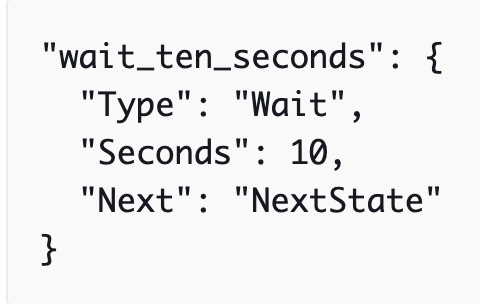 "wait_ten_seconds": {
  "Type": "Wait",
  "Seconds": 10,
  "Next": "NextState"
}